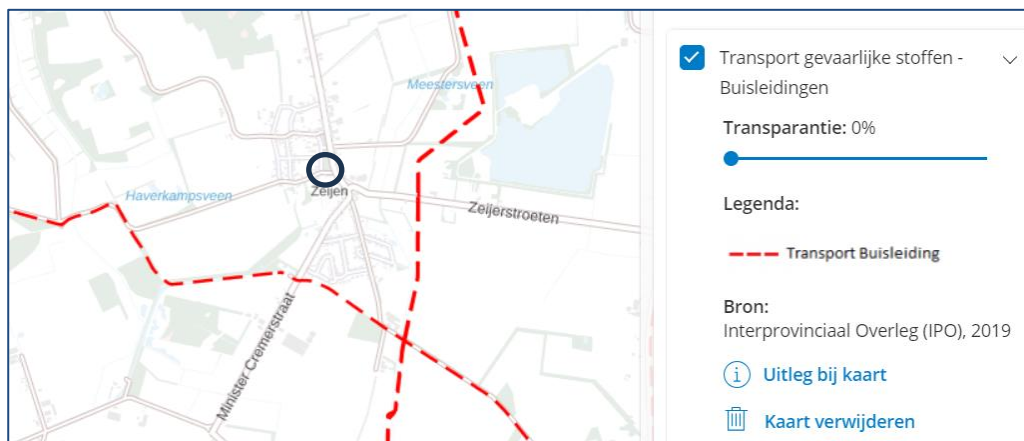 Meestersveen
Haverkampsveen
Zeijen
Zeijerstroeten
Minister Cremerstraat
Transport gevaarlijke stoffen -
Buisleidingen
Transparantie: 0%
Legenda:
Transport Buisleiding
Bron:
Interprovinciaal Overleg (IPO), 2019
i Uitleg bij kaart
Kaart verwijderen